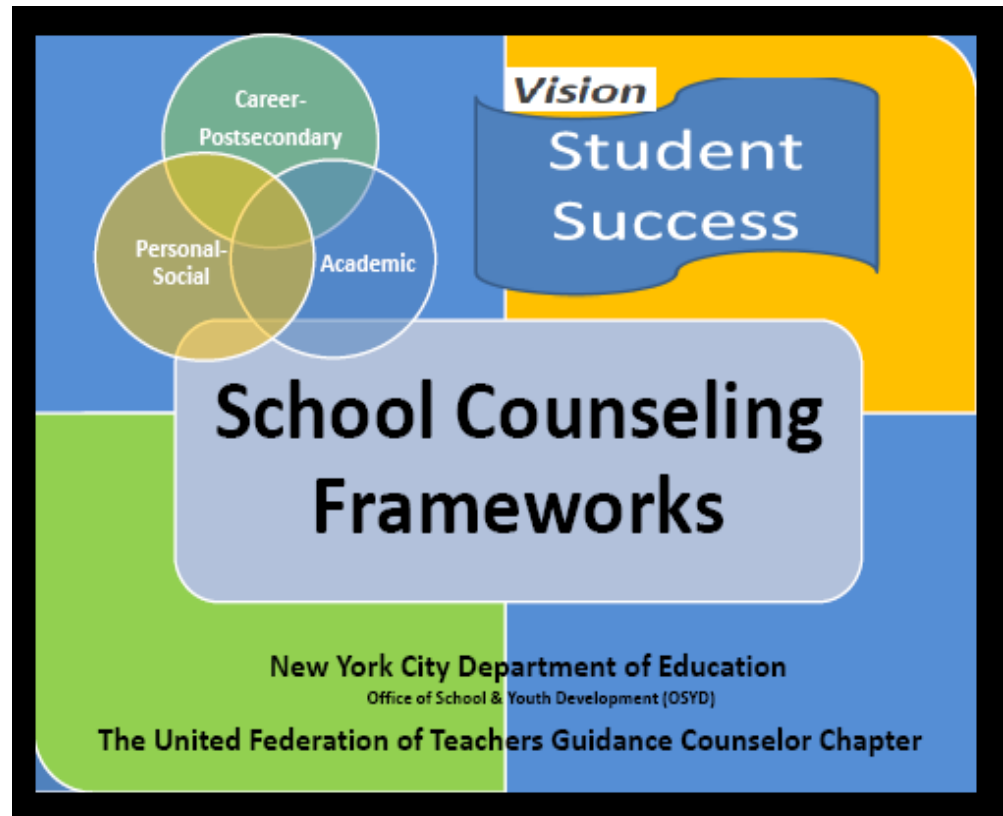 Career-
Postsecondary
Personal-
Social
Academic
Vision
Student
Success
School Counseling
Frameworks
New York City Department of Education
Office of School & Youth Development (OSYD)
The United Federation of Teachers Guidance Counselor Chapter